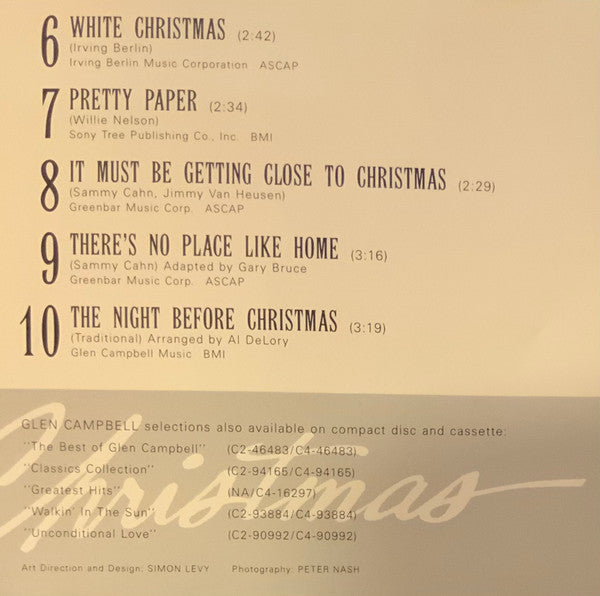 6 WHITE CHRISTMAS (2:42)
(Irving Berlin)
Irving Berlin Music Corporation ASCAP
7 PRETTY PAPER (2:34)
(Willie Nelson)
Sony Tree Publishing Co., Inc. BMI
8 IT MUST BE GETTING CLOSE TO CHRISTMAS (2:29)
(Sammy Cahn, Jimmy Van Heusen)
Greenbar Music Corp. ASCAP
9 THERE'S NO PLACE LIKE HOME (3:16)
(Sammy Cahn) Adapted by Gary Bruce
Greenbar Music Corp. ASCAP
10 THE NIGHT BEFORE CHRISTMAS (3:19)
(Traditional) Arranged by Al DeLory
Glen Campbell Music BMI
Christmas
GLEN CAMPBELL selections also available on compact disc and cassette:
"The Best of Glen Campbell" (C2-46483/C4-46483)
"Classics Collection" (C2-94165/C4-94165)
"Greatest Hits" (NA/C4-16297)
"Walkin' In The Sun" (C2-93884/C4-93884)
"Unconditional Love" (C2-90992/C4-90992)
Art Direction and Design: SIMON LEVY Photography: PETER NASH